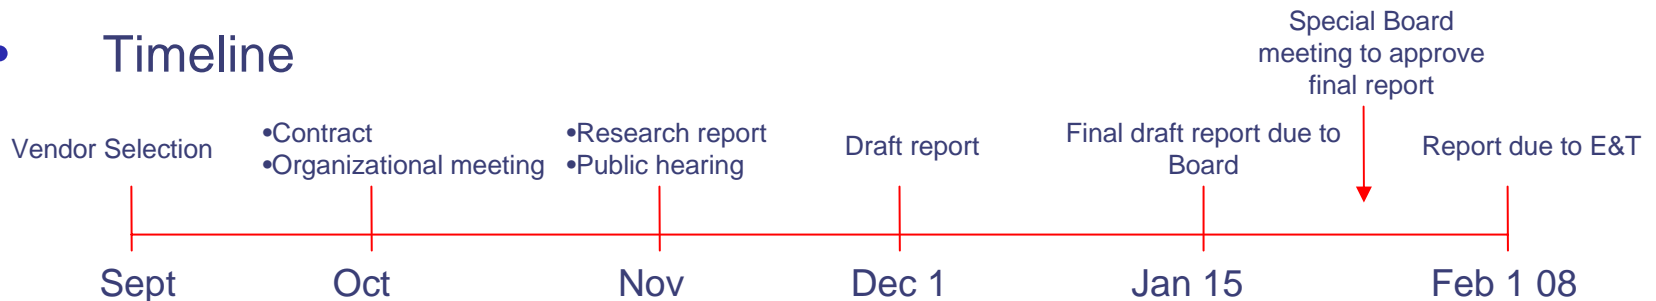 • Timeline
Special Board
meeting to approve
final report
Vendor Selection
•Contract
•Organizational meeting
•Research report
•Public hearing
Draft report
Final draft report due to
Board
Report due to E&T
Sept
Oct
Nov
Dec 1
Jan 15
Feb 1 08